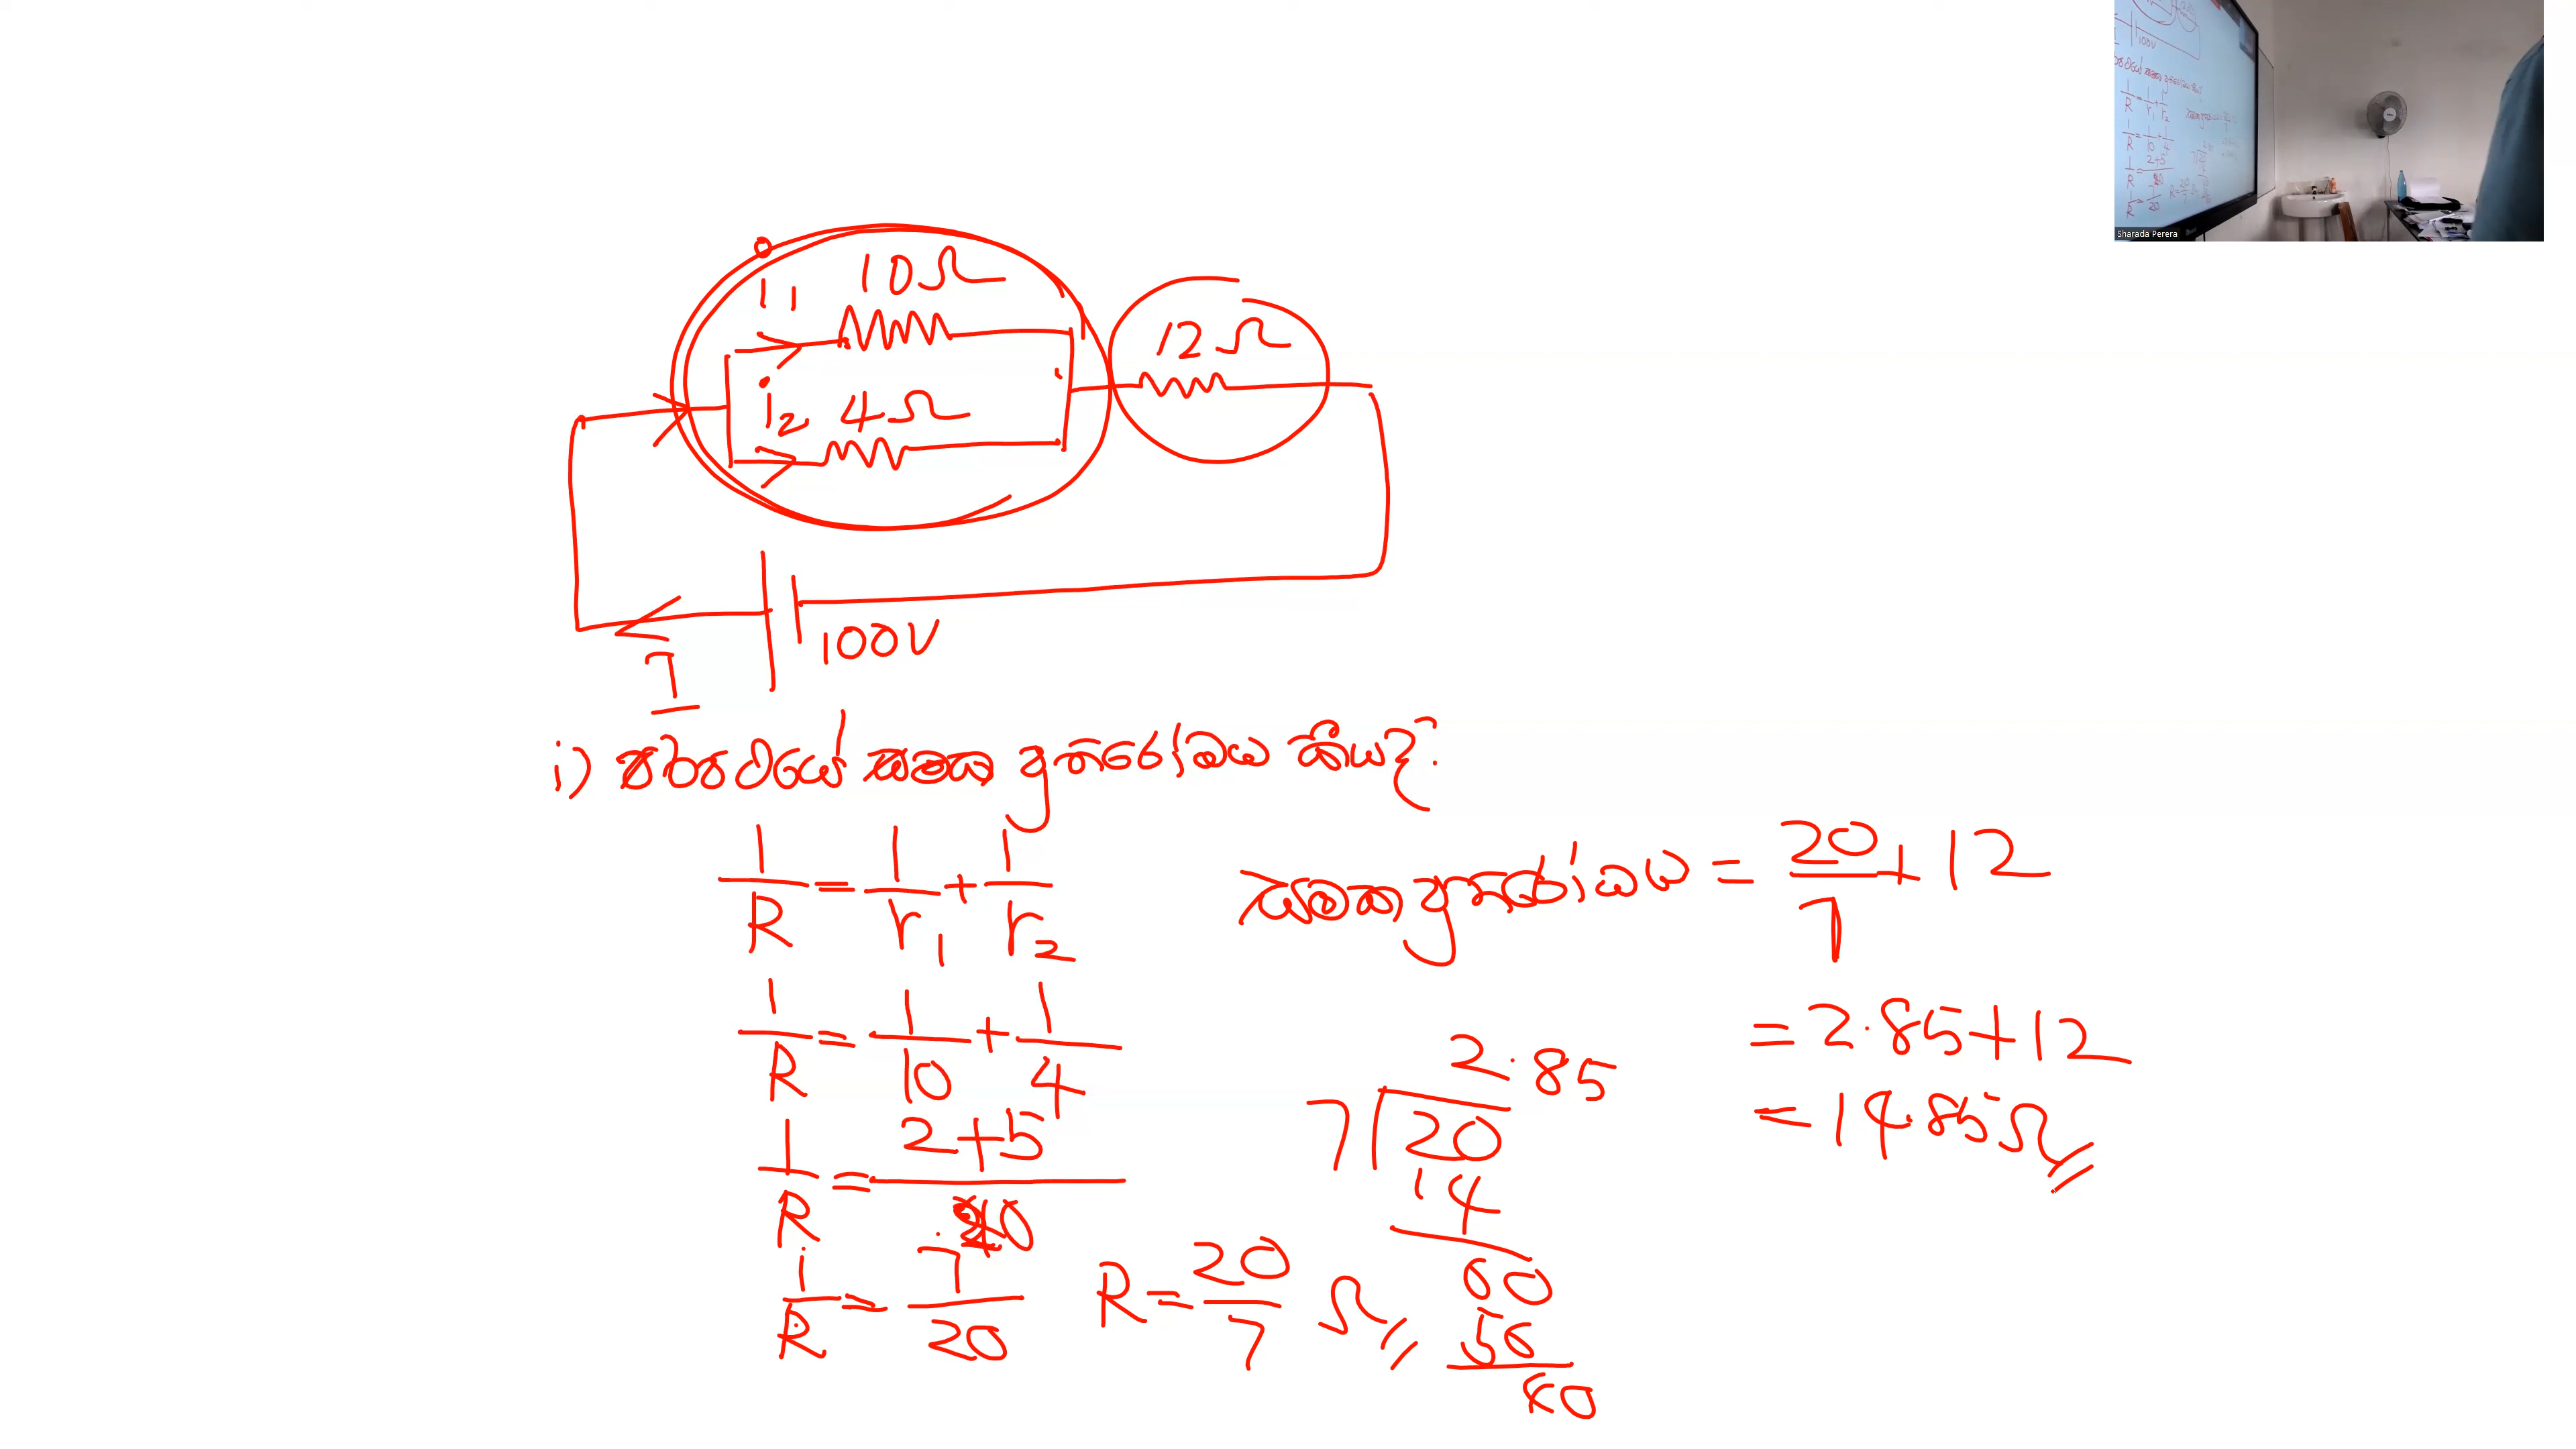 i₁ 10Ω
12Ω
i₂ 4Ω
100V
I
i) පරිපථයේ සමක ප්‍රතිරෝධය කීයද?
1/R = 1/r₁ + 1/r₂
සමක ප්‍රතිරෝධය = 20/7 + 12
1/R = 1/10 + 1/4
= 2.85+12
2.85
7 20
= 14.85Ω
1/R = 2+5/20
14
60
1/R = 7/20
R = 20/7 Ω
56
40
Sharada Perera